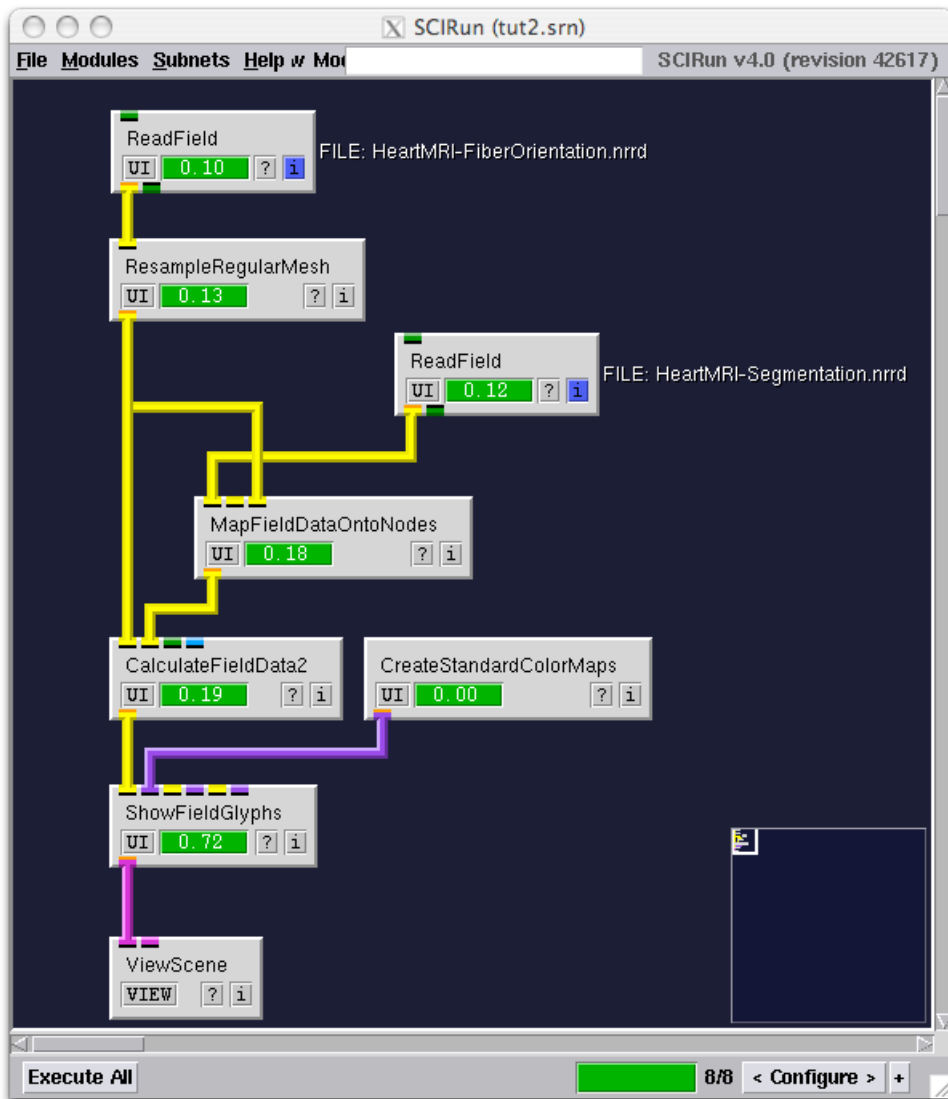 SCIRun (tut2.srn)
File Modules Subnets Help w Mo
SCIRun v4.0 (revision 42617)
ReadField
UI 0.10 ? i
FILE: HeartMRI-FiberOrientation.nrrd
ResampleRegularMesh
UI 0.13 ? i
ReadField
UI 0.12 ? i
FILE: HeartMRI-Segmentation.nrrd
MapFieldDataOntoNodes
UI 0.18 ? i
CalculateFieldData2
UI 0.19 ? i
CreateStandardColorMaps
UI 0.00 ? i
ShowFieldGlyphs
UI 0.72 ? i
ViewScene
VIEW ? i
Execute All
8/8 < Configure > +